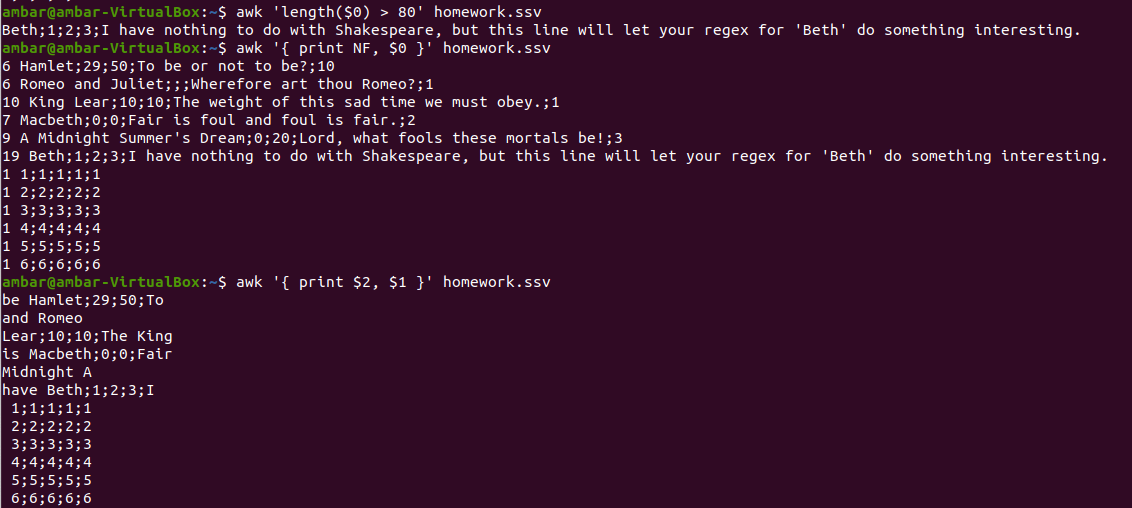 ambar@ambar-VirtualBox:~$ awk 'length($0) > 80' homework.ssv
Beth;1;2;3;I have nothing to do with Shakespeare, but this line will let your regex for 'Beth' do something interesting.
ambar@ambar-VirtualBox:~$ awk '{ print NF, $0 }' homework.ssv
6 Hamlet;29;50;To be or not to be?;10
6 Romeo and Juliet;;;Wherefore art thou Romeo?;1
10 King Lear;10;10;The weight of this sad time we must obey.;1
7 Macbeth;0;0;Fair is foul and foul is fair.;2
9 A Midnight Summer's Dream;0;20;Lord, what fools these mortals be!;3
19 Beth;1;2;3;I have nothing to do with Shakespeare, but this line will let your regex for 'Beth' do something interesting.
1 1;1;1;1;1
1 2;2;2;2;2
1 3;3;3;3;3
1 4;4;4;4;4
1 5;5;5;5;5
1 6;6;6;6;6
ambar@ambar-VirtualBox:~$ awk '{ print $2, $1 }' homework.ssv
be Hamlet;29;50;To
and Romeo
Lear;10;10;The King
is Macbeth;0;0;Fair
Midnight A
have Beth;1;2;3;I
 1;1;1;1;1
 2;2;2;2;2
 3;3;3;3;3
 4;4;4;4;4
 5;5;5;5;5
 6;6;6;6;6